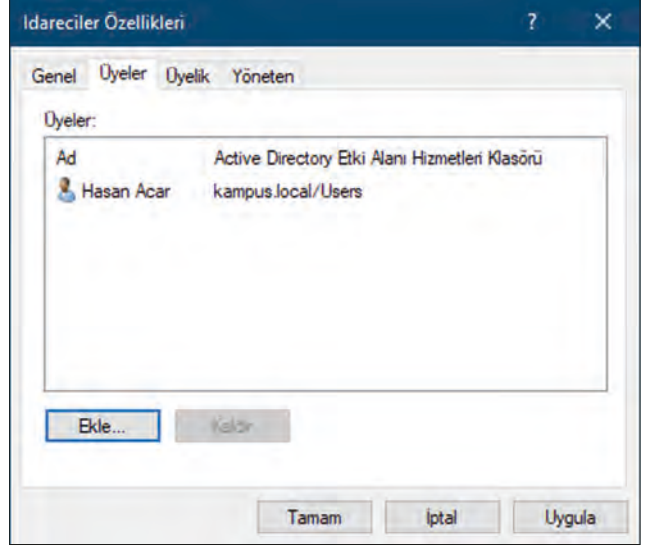 İdareciler Özellikleri ? ✕
Genel Üyeler Üyelik Yöneten
Üyeler:
Ad Active Directory Etki Alanı Hizmetleri Klasörü
Hasan Acar kampus.local/Users
Ekle... Kaldır
Tamam İptal Uygula